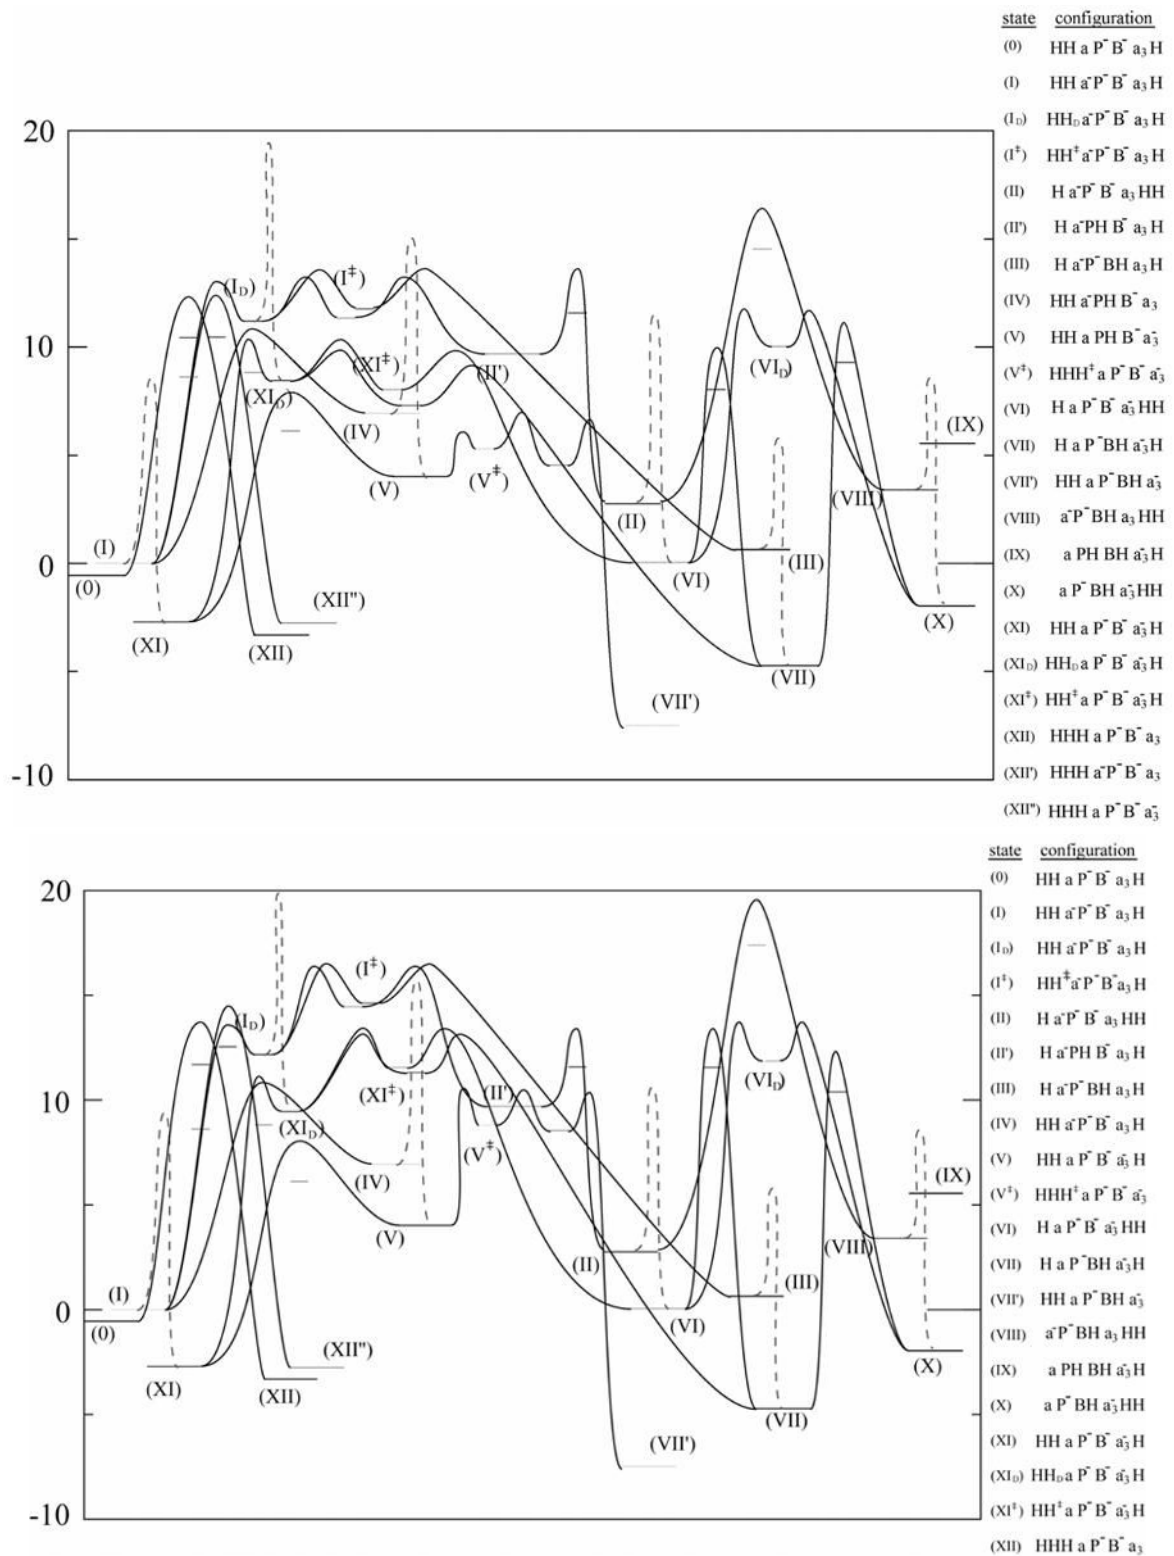 state configuration
(0) HH a P⁻ B⁻ a₃ H
(I) HH a⁻P⁻ B⁻ a₃ H
(I_D) HH_D a⁻P⁻ B⁻ a₃ H
(I‡) HH‡ a⁻P⁻ B⁻ a₃ H
(II) H a⁻P⁻ B⁻ a₃ HH
(II') H a⁻PH B⁻ a₃ H
(III) H a⁻P⁻ BH a₃ H
(IV) HH a⁻PH B⁻ a₃
(V) HH a PH B⁻ a₃⁻
(V‡) HHH‡ a P⁻ B⁻ a₃⁻
(VI) H a P⁻ B⁻ a₃⁻HH
(VII) H a P⁻BH a₃⁻H
(VII') HH a P⁻BH a₃⁻
(VIII) a⁻P⁻BH a₃ HH
(IX) a PH BH a₃⁻H
(X) a P⁻BH a₃⁻HH
(XI) HH a P⁻ B⁻ a₃⁻H
(XI_D) HH_D a P⁻ B⁻ a₃⁻H
(XI‡) HH‡ a P⁻ B⁻ a₃⁻H
(XII) HHH a P⁻ B⁻ a₃
(XII') HHH a⁻P⁻ B⁻ a₃
(XII'') HHH a P⁻ B⁻ a₃⁻
20
(I_D)
(I‡)
10
(XI‡)
(II')
(VI_D)
(XI_D)
(IV)
(IX)
(V)
(V‡)
(VIII)
(II)
(I)
0
(0)
(VI)
(III)
(XII'')
(X)
(XI)
(XII)
(VII)
(VII')
-10
state configuration
(0) HH a P⁻ B⁻ a₃ H
(I) HH a⁻P⁻ B⁻ a₃ H
(I_D) HH a⁻P⁻ B⁻ a₃ H
(I‡) HH‡a⁻P⁻ B⁻a₃ H
(II) H a⁻P⁻ B⁻ a₃ HH
(II') H a⁻PH B⁻ a₃ H
(III) H a⁻P⁻ BH a₃ H
(IV) HH a⁻P⁻ B⁻ a₃ H
(V) HH a P⁻ B⁻ a₃⁻H
(V‡) HHH‡ a P⁻ B⁻ a₃⁻
(VI) H a P⁻ B⁻ a₃⁻HH
(VII) H a P⁻BH a₃⁻H
(VII') HH a P⁻BH a₃⁻
(VIII) a⁻P⁻BH a₃ HH
(IX) a PH BH a₃⁻H
(X) a P⁻BH a₃⁻HH
(XI) HH a P⁻ B⁻ a₃⁻H
(XI_D) HH_D a P⁻ B⁻ a₃⁻H
(XI‡) HH‡ a P⁻ B⁻ a₃⁻H
(XII) HHH a P⁻ B⁻ a₃
20
(I‡)
(I_D)
10
(XI‡)
(II')
(VI_D)
(XI_D)
(V‡)
(IV)
(IX)
(V)
(VIII)
(II)
(I)
0
(0)
(III)
(VI)
(XII'')
(X)
(XI)
(XII)
(VII)
(VII')
-10